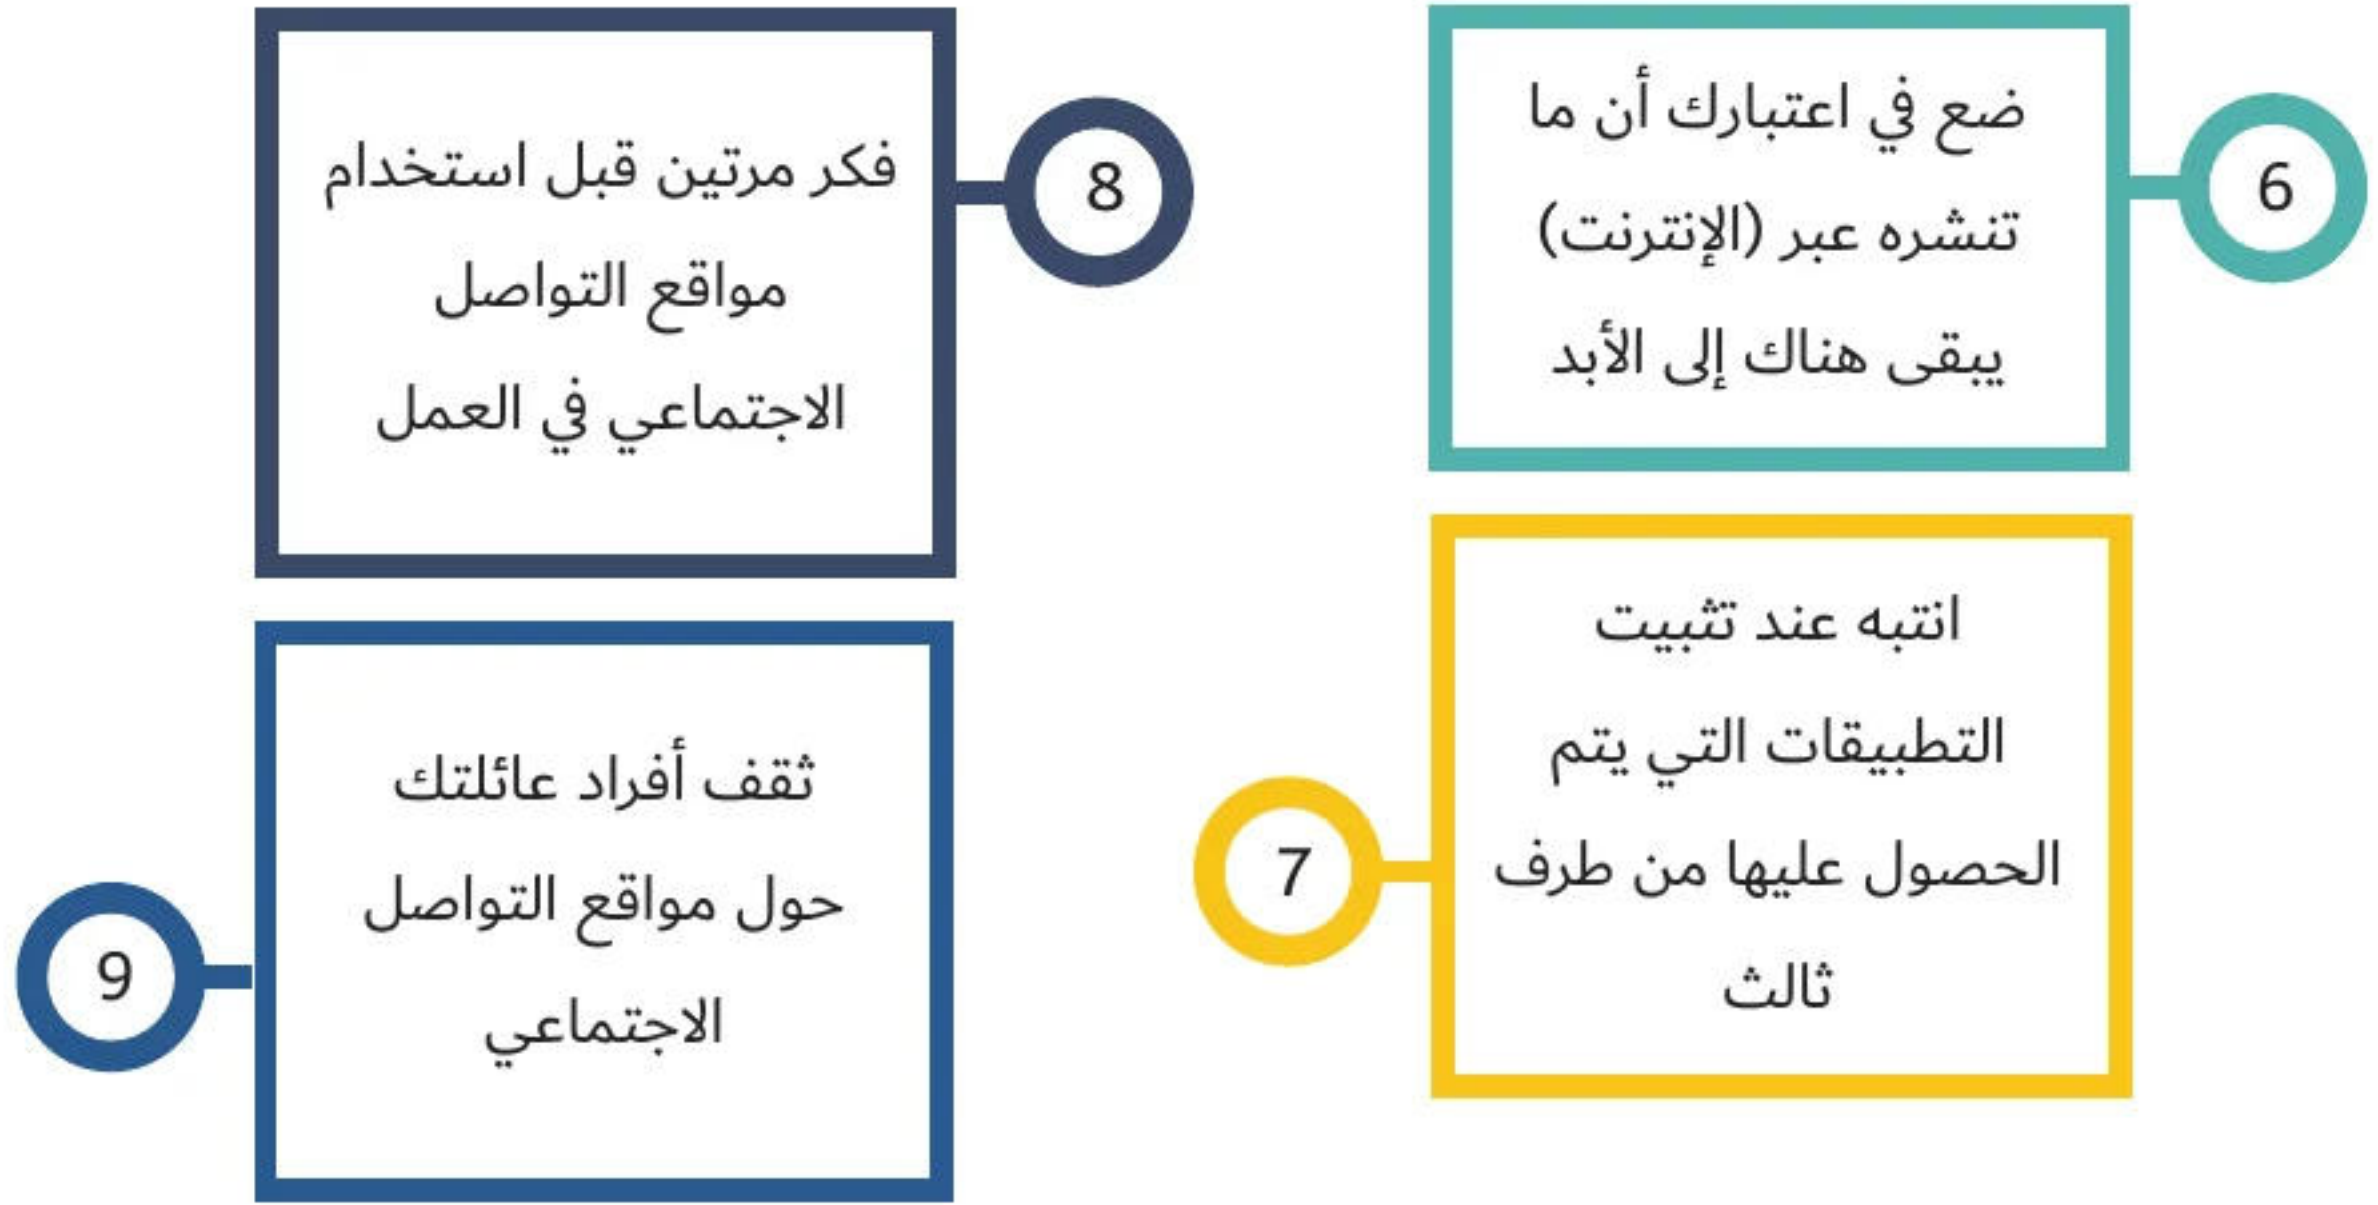 6
ضع في اعتبارك أن ما
تنشره عبر (الإنترنت)
يبقى هناك إلى الأبد
7
انتبه عند تثبيت
التطبيقات التي يتم
الحصول عليها من طرف
ثالث
8
فكر مرتين قبل استخدام
مواقع التواصل
الاجتماعي في العمل
9
ثقف أفراد عائلتك
حول مواقع التواصل
الاجتماعي